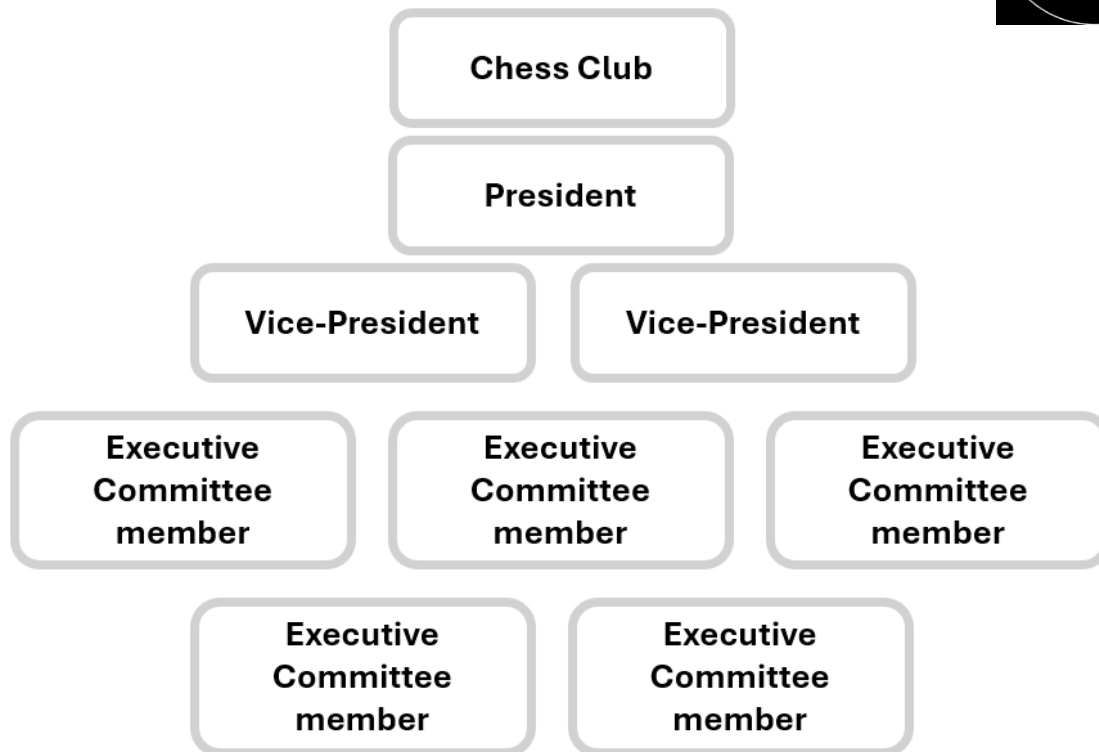 Chess Club
President
Vice-President Vice-President
Executive Executive Executive
Committee Committee Committee
member member member
Executive Executive
Committee Committee
member member